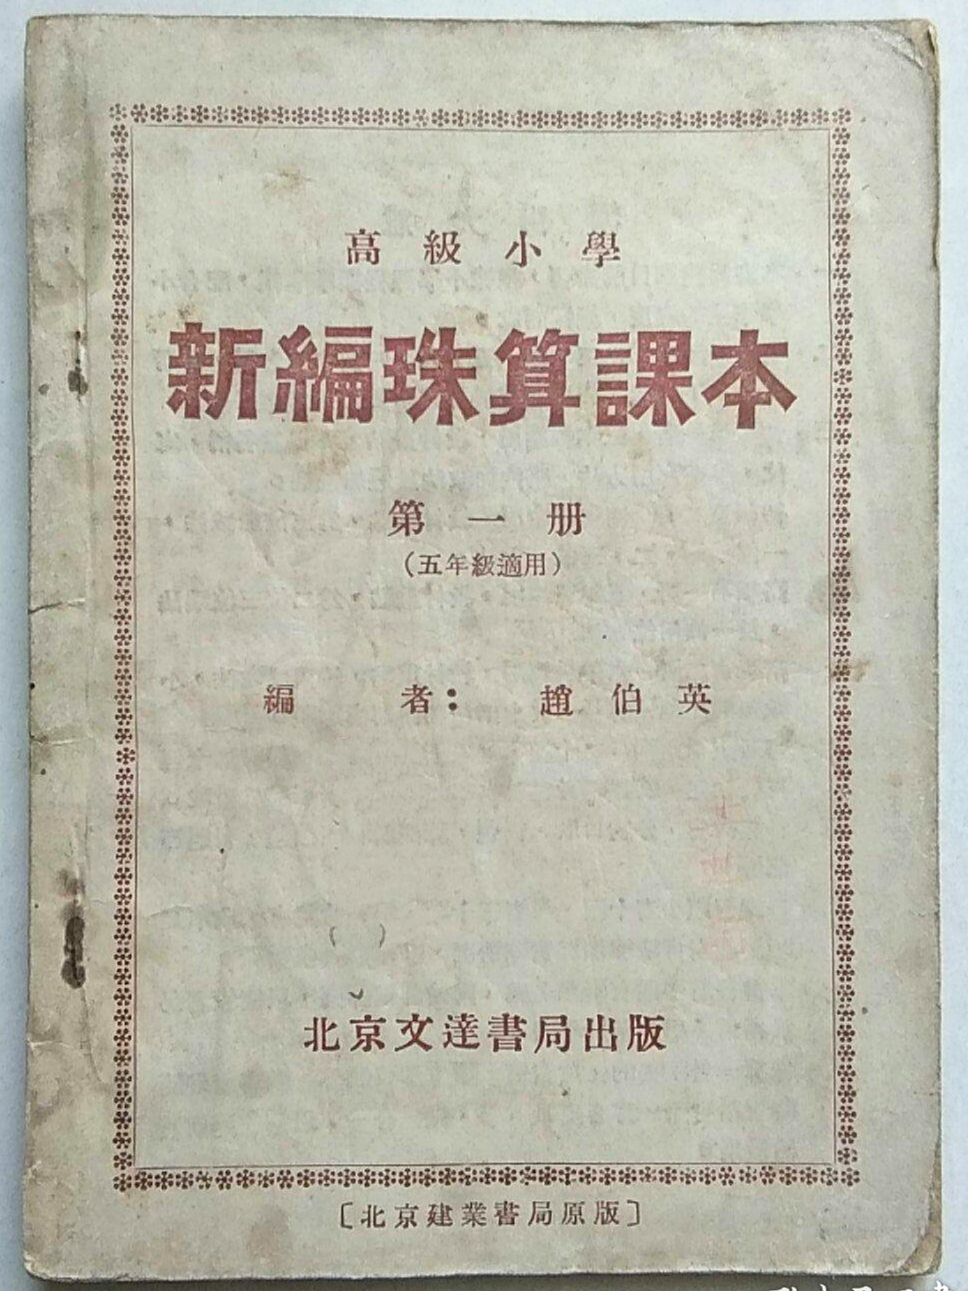 高級小學
新編珠算課本
第一册
(五年級適用)
編 者: 趙伯英
北京文達書局出版
〔北京建業書局原版〕